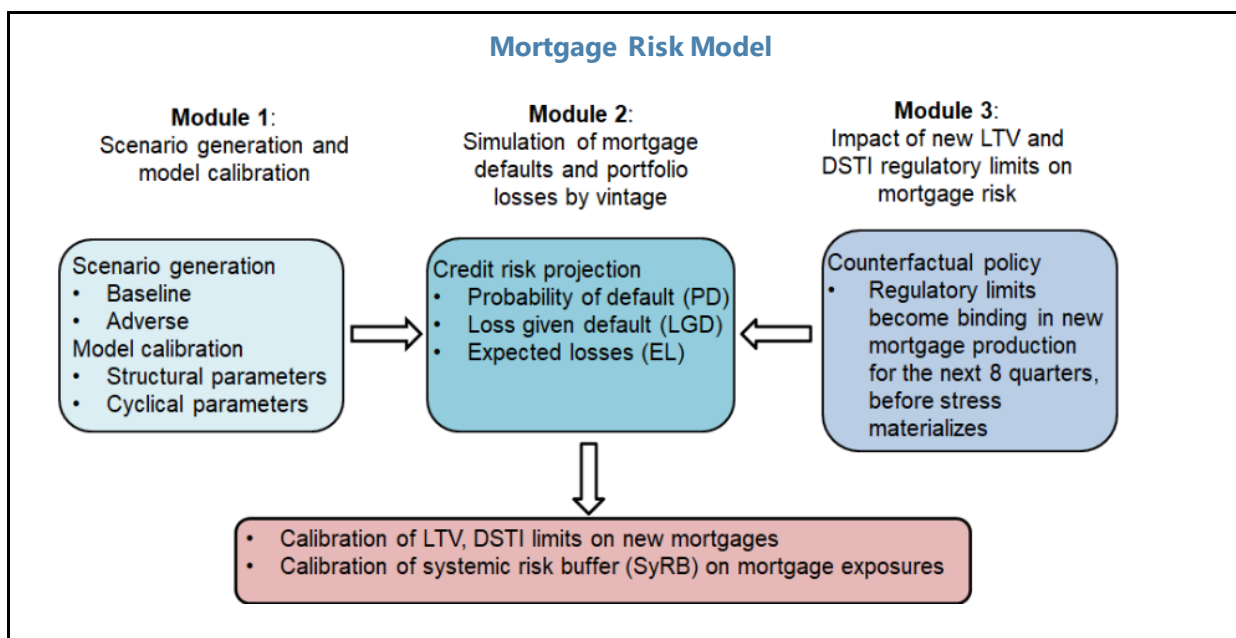 Mortgage Risk Model
Module 1:
Scenario generation and
model calibration
Module 2:
Simulation of mortgage
defaults and portfolio
losses by vintage
Module 3:
Impact of new LTV and
DSTI regulatory limits on
mortgage risk
Scenario generation
• Baseline
• Adverse
Model calibration
• Structural parameters
• Cyclical parameters
Credit risk projection
• Probability of default (PD)
• Loss given default (LGD)
• Expected losses (EL)
Counterfactual policy
• Regulatory limits
become binding in new
mortgage production
for the next 8 quarters,
before stress
materializes
• Calibration of LTV, DSTI limits on new mortgages
• Calibration of systemic risk buffer (SyRB) on mortgage exposures